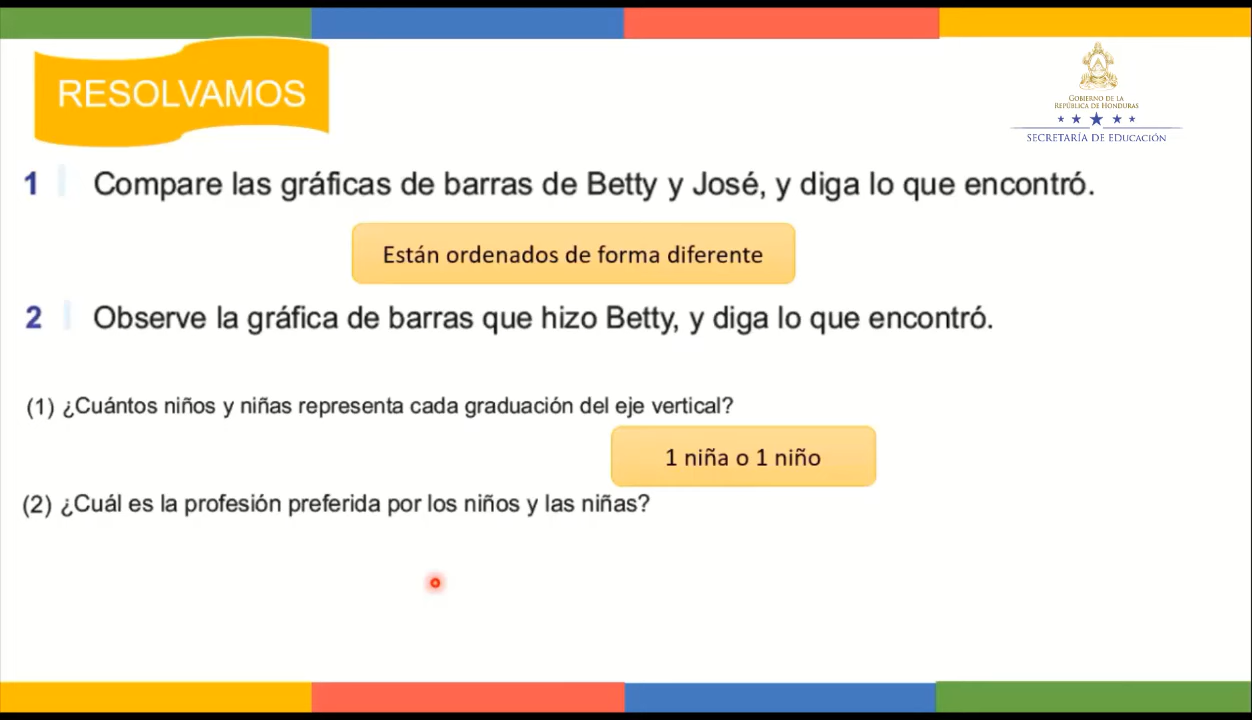 RESOLVAMOS
GOBIERNO DE LA
REPÚBLICA DE HONDURAS
SECRETARÍA DE EDUCACIÓN
1 Compare las gráficas de barras de Betty y José, y diga lo que encontró.
Están ordenados de forma diferente
2 Observe la gráfica de barras que hizo Betty, y diga lo que encontró.
(1) ¿Cuántos niños y niñas representa cada graduación del eje vertical?
1 niña o 1 niño
(2) ¿Cuál es la profesión preferida por los niños y las niñas?